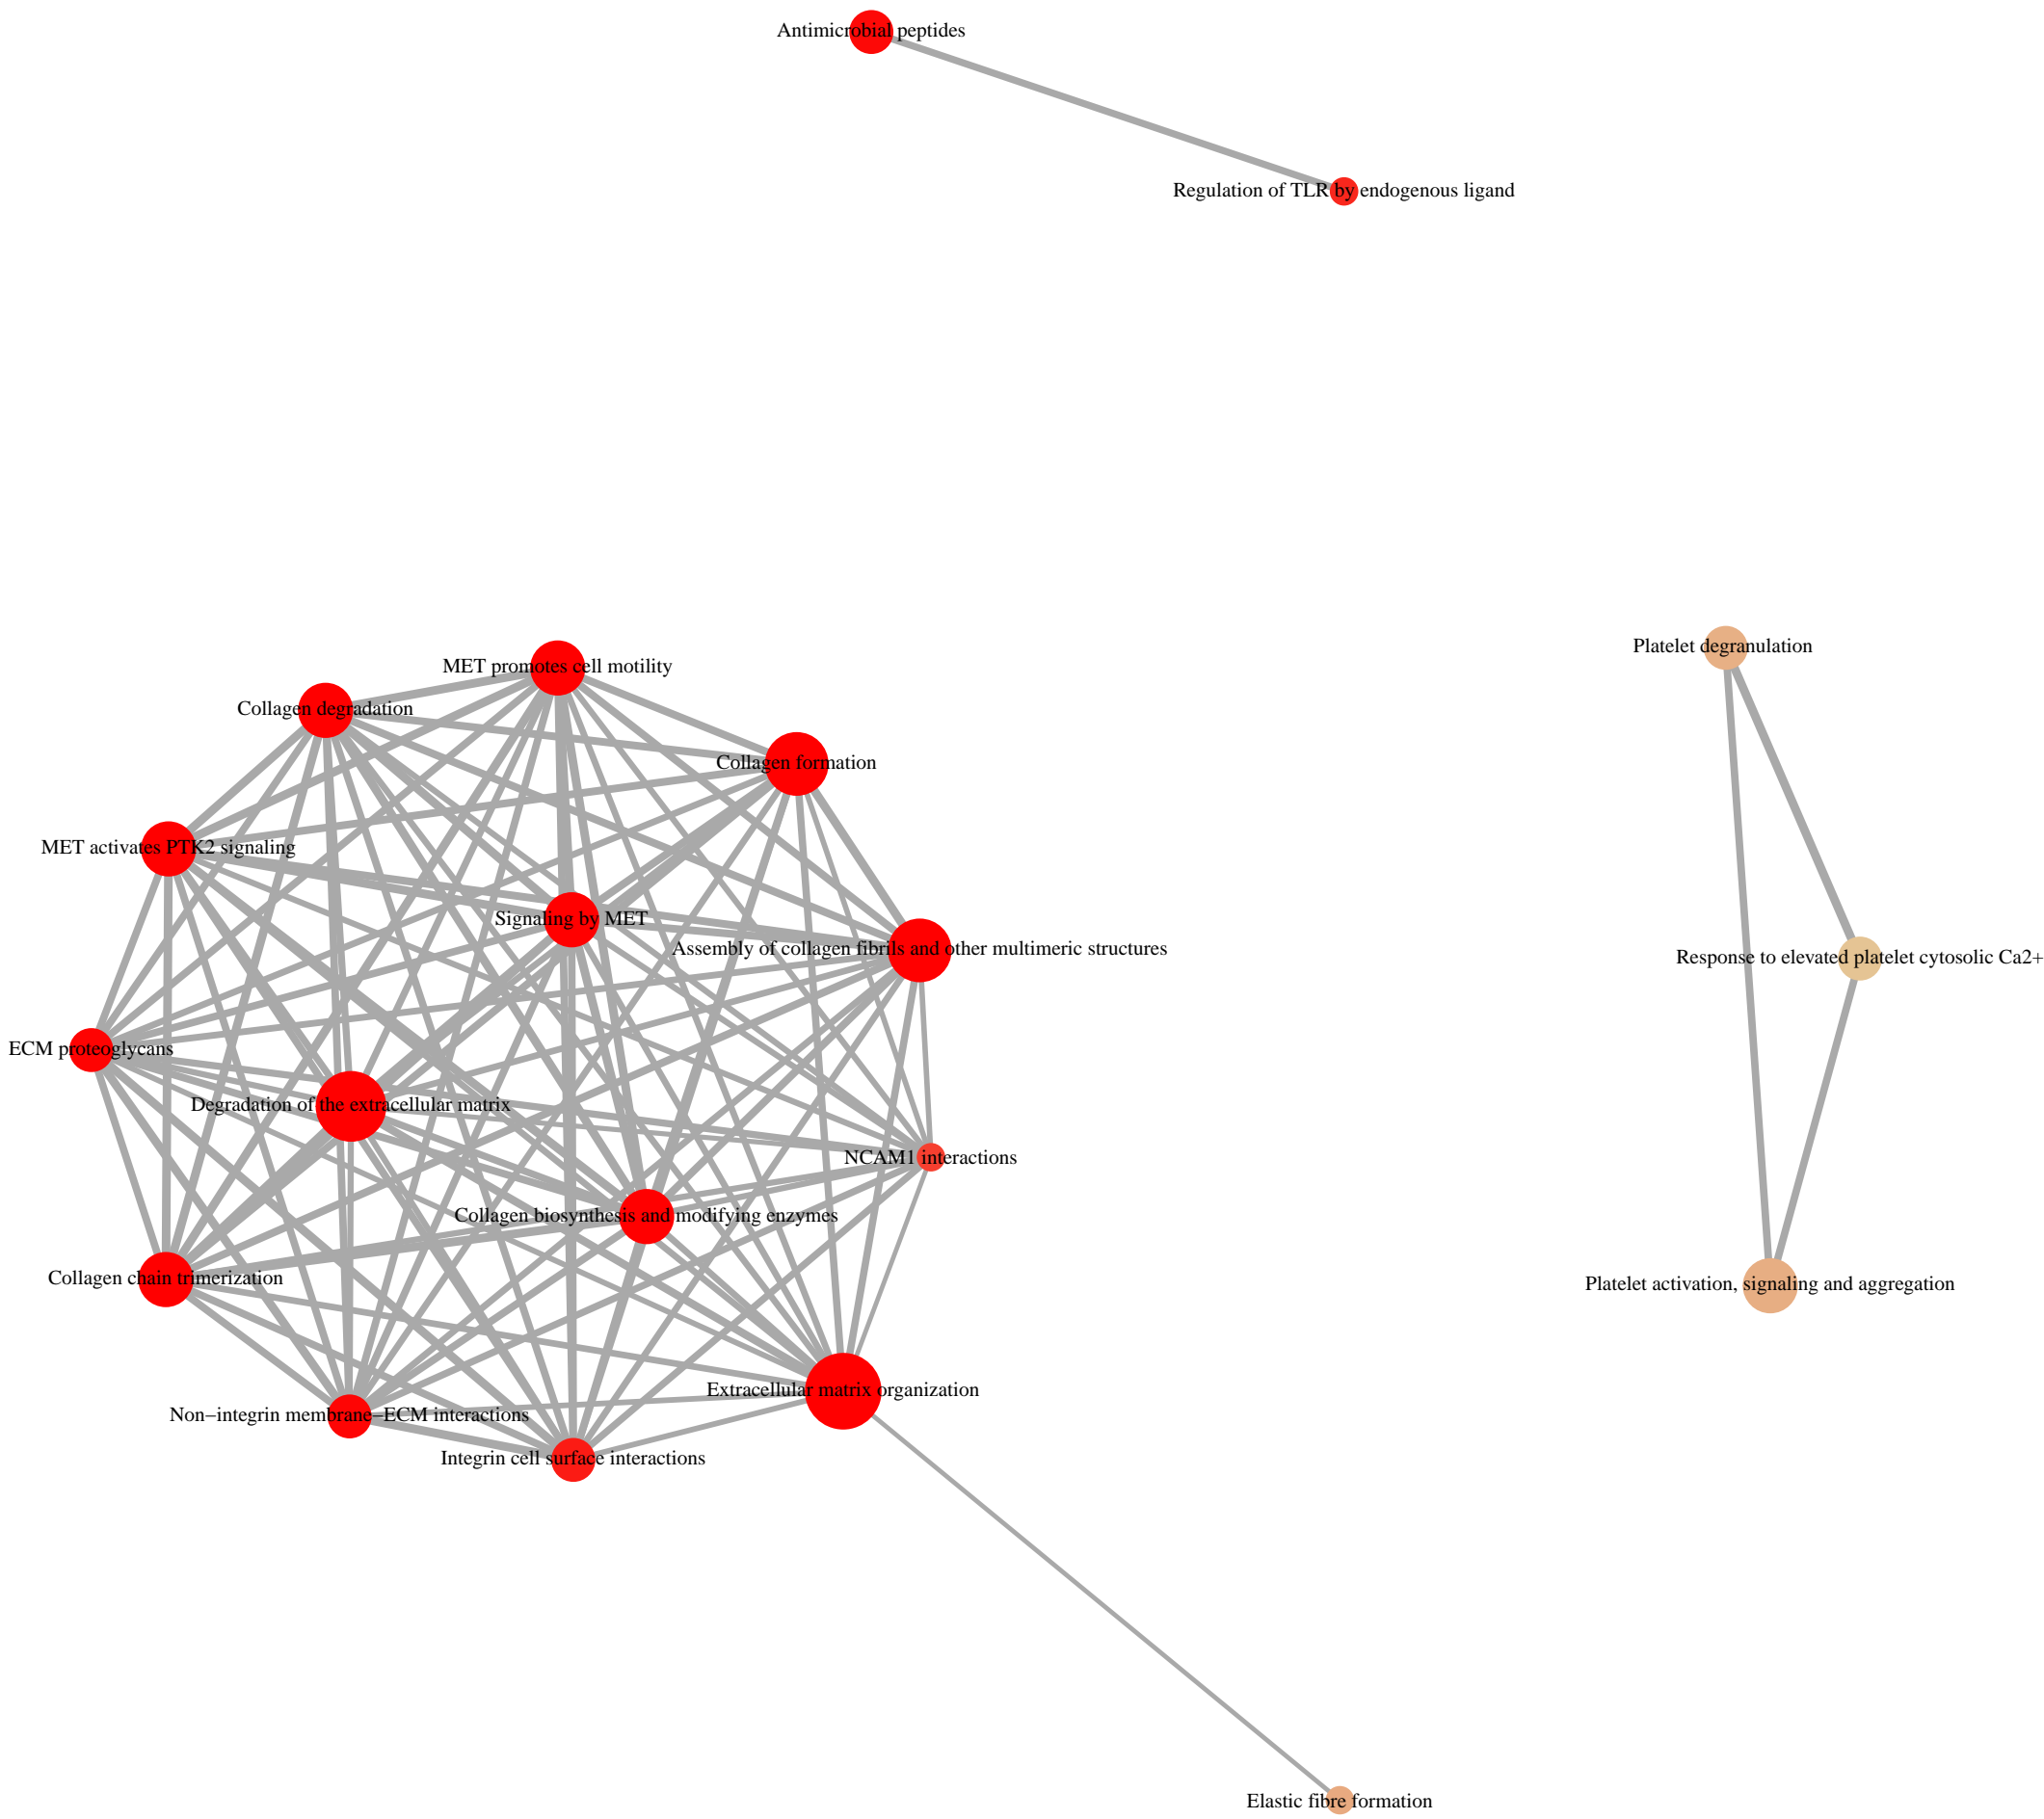 Antimicrobial peptides
Regulation of TLR by endogenous ligand
Platelet degranulation
MET promotes cell motility
Collagen degradation
Collagen formation
MET activates PTK2 signaling
Signaling by MET
Assembly of collagen fibrils and other multimeric structures
Response to elevated platelet cytosolic Ca2+
ECM proteoglycans
Degradation of the extracellular matrix
NCAM1 interactions
Collagen biosynthesis and modifying enzymes
Collagen chain trimerization
Platelet activation, signaling and aggregation
Extracellular matrix organization
Non−integrin membrane−ECM interactions
Integrin cell surface interactions
Elastic fibre formation